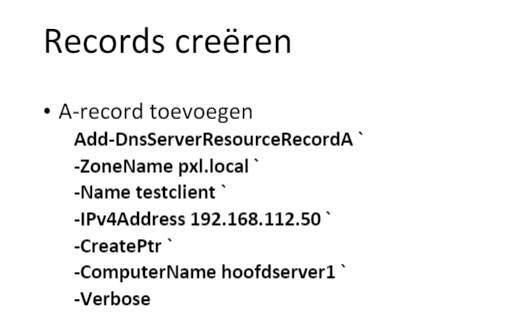 Records creëren
• A-record toevoegen
Add-DnsServerResourceRecordA `
-ZoneName pxl.local `
-Name testclient `
-IPv4Address 192.168.112.50 `
-CreatePtr `
-ComputerName hoofdserver1 `
-Verbose